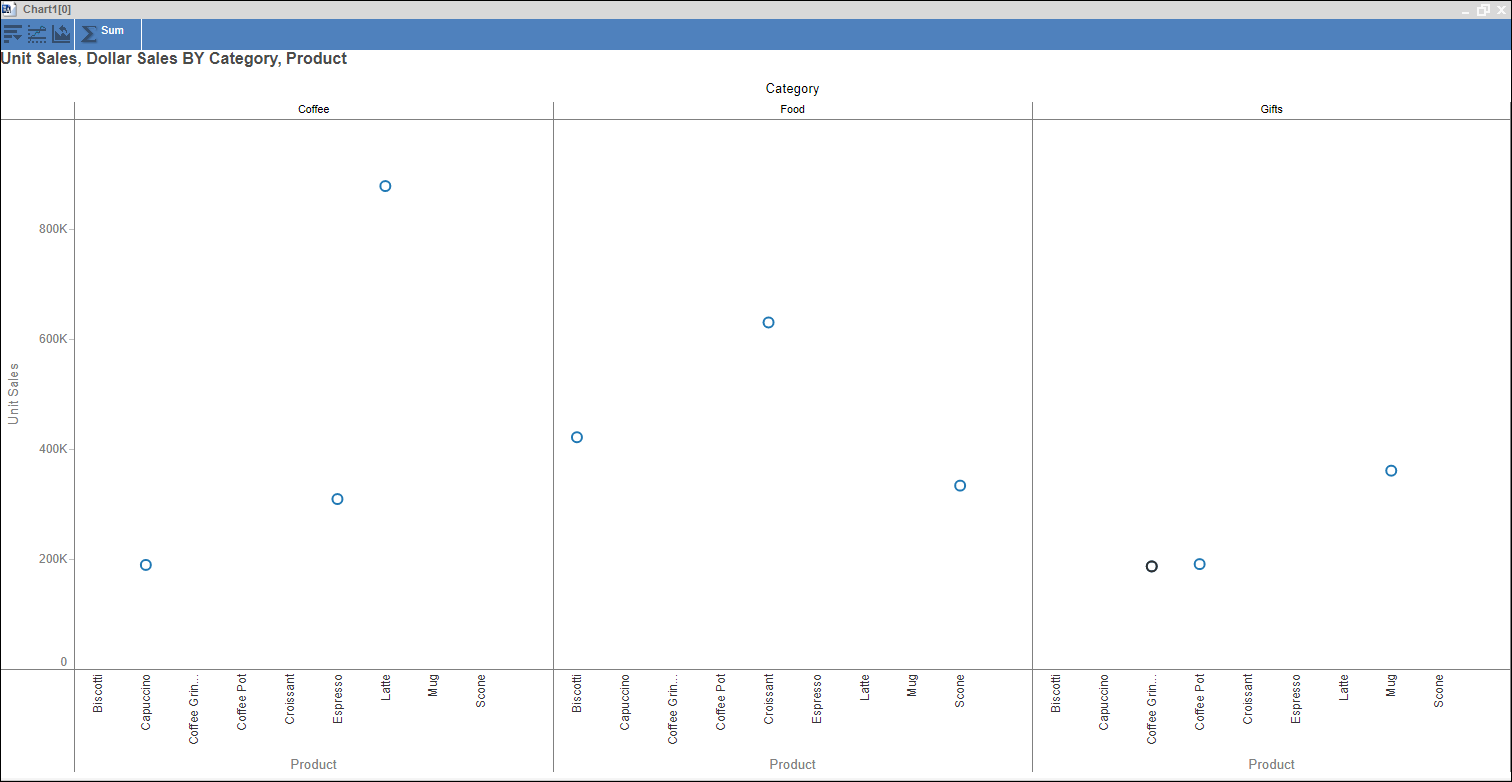 Chart1[0]
Sum
Unit Sales, Dollar Sales BY Category, Product
Category
Coffee Food Gifts
800K
600K
400K
200K
0
Unit Sales
Biscotti Capuccino Coffee Grin... Coffee Pot Croissant Espresso Latte Mug Scone
Biscotti Capuccino Coffee Grin... Coffee Pot Croissant Espresso Latte Mug Scone
Biscotti Capuccino Coffee Grin... Coffee Pot Croissant Espresso Latte Mug Scone
Product Product Product